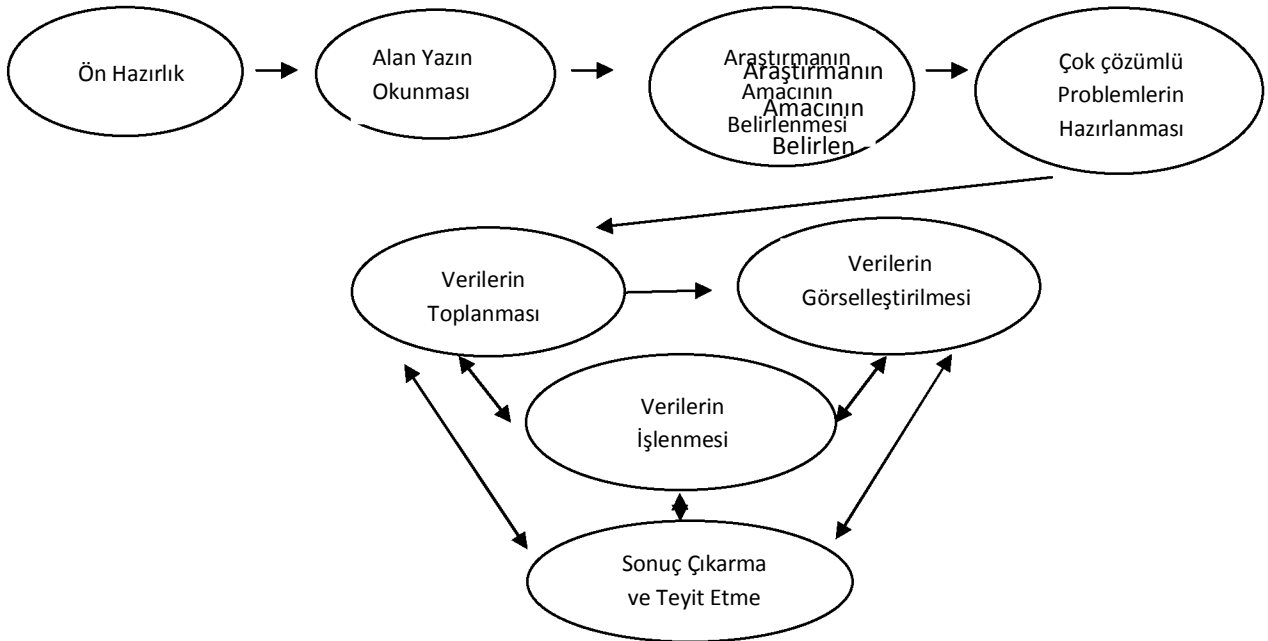 Ön Hazırlık
Alan Yazın
Okunması
Araştırmanın
Amacının
Belirlenmesi
Araştırmanın
Amacının
Belirlen
Çok çözümlü
Problemlerin
Hazırlanması
Verilerin
Toplanması
Verilerin
Görselleştirilmesi
Verilerin
İşlenmesi
Sonuç Çıkarma
ve Teyit Etme